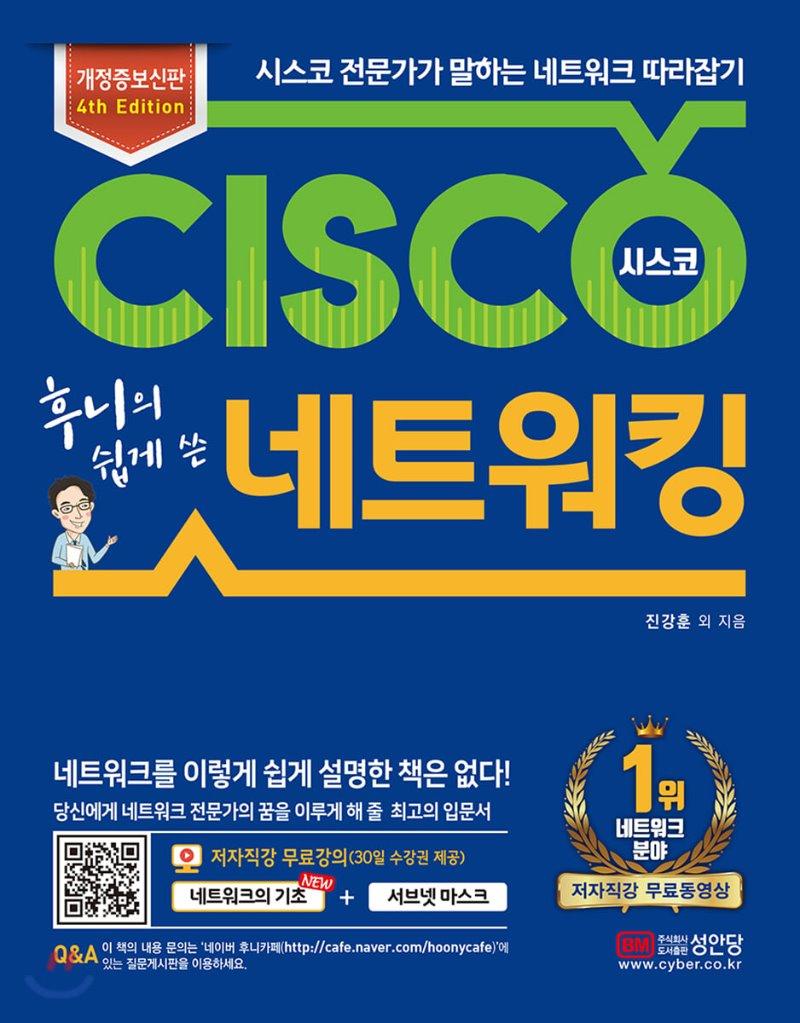 개정증보신판
4th Edition
시스코 전문가가 말하는 네트워크 따라잡기
CISCO
시스코
후니의
쉽게 쓴
네트워킹
진강훈 외 지음
네트워크를 이렇게 쉽게 설명한 책은 없다!
당신에게 네트워크 전문가의 꿈을 이루게 해 줄 최고의 입문서
저자직강 무료강의(30일 수강권 제공)
네트워크의 기초 NEW + 서브넷 마스크
Q&A 이 책의 내용 문의는 '네이버 후니카페(http://cafe.naver.com/hoonycafe)'에
있는 질문게시판을 이용하세요.
1위
네트워크
분야
저자직강 무료동영상
BM 주식회사 도서출판 성안당
www.cyber.co.kr